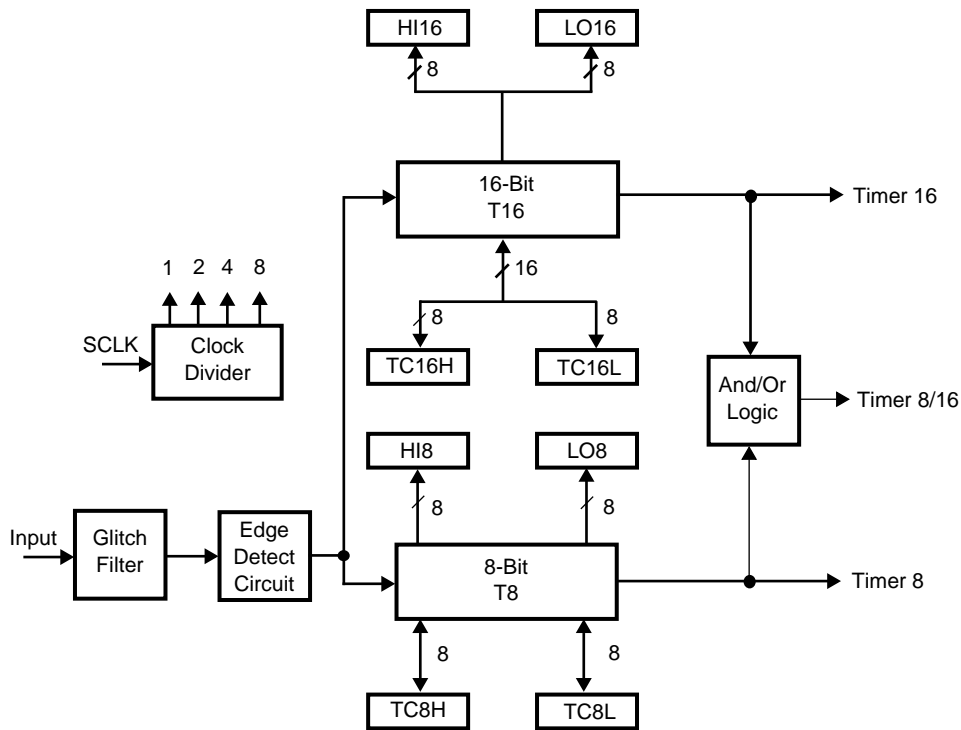 HI16
LO16
8
8
16-Bit
T16
Timer 16
16
1
2
4
8
8
8
SCLK
Clock
Divider
TC16H
TC16L
And/Or
Logic
Timer 8/16
HI8
LO8
8
8
Input
Glitch
Filter
Edge
Detect
Circuit
8-Bit
T8
Timer 8
8
8
TC8H
TC8L